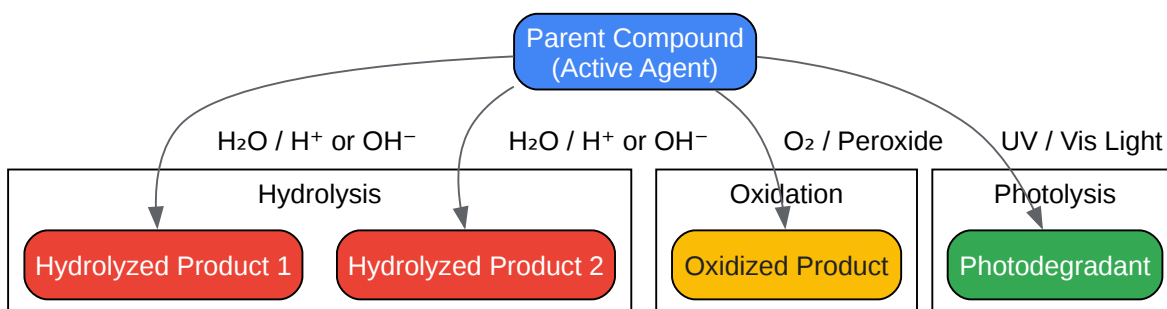 Parent Compound
(Active Agent)
H₂O / H⁺ or OH⁻
H₂O / H⁺ or OH⁻
O₂ / Peroxide
UV / Vis Light
Hydrolysis
Oxidation
Photolysis
Hydrolyzed Product 1
Hydrolyzed Product 2
Oxidized Product
Photodegradant